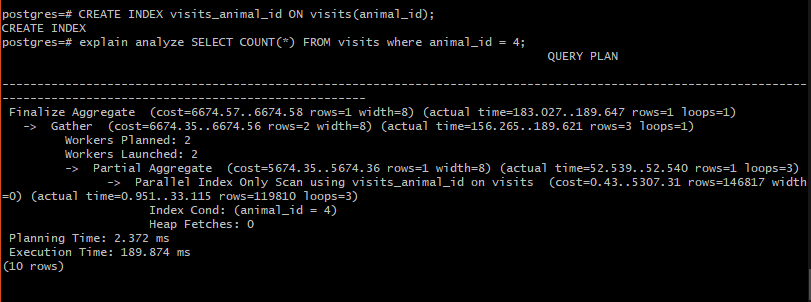 postgres=# CREATE INDEX visits_animal_id ON visits(animal_id);
CREATE INDEX
postgres=# explain analyze SELECT COUNT(*) FROM visits where animal_id = 4;
QUERY PLAN
-------------------------------------------------------------------------------------------------------------------
----------------------------------------------------
Finalize Aggregate  (cost=6674.57..6674.58 rows=1 width=8) (actual time=183.027..189.647 rows=1 loops=1)
  ->  Gather  (cost=6674.35..6674.56 rows=2 width=8) (actual time=156.265..189.621 rows=3 loops=1)
        Workers Planned: 2
        Workers Launched: 2
        ->  Partial Aggregate  (cost=5674.35..5674.36 rows=1 width=8) (actual time=52.539..52.540 rows=1 loops=3)
              ->  Parallel Index Only Scan using visits_animal_id on visits  (cost=0.43..5307.31 rows=146817 width
=0) (actual time=0.951..33.115 rows=119810 loops=3)
                    Index Cond: (animal_id = 4)
                    Heap Fetches: 0
Planning Time: 2.372 ms
Execution Time: 189.874 ms
(10 rows)